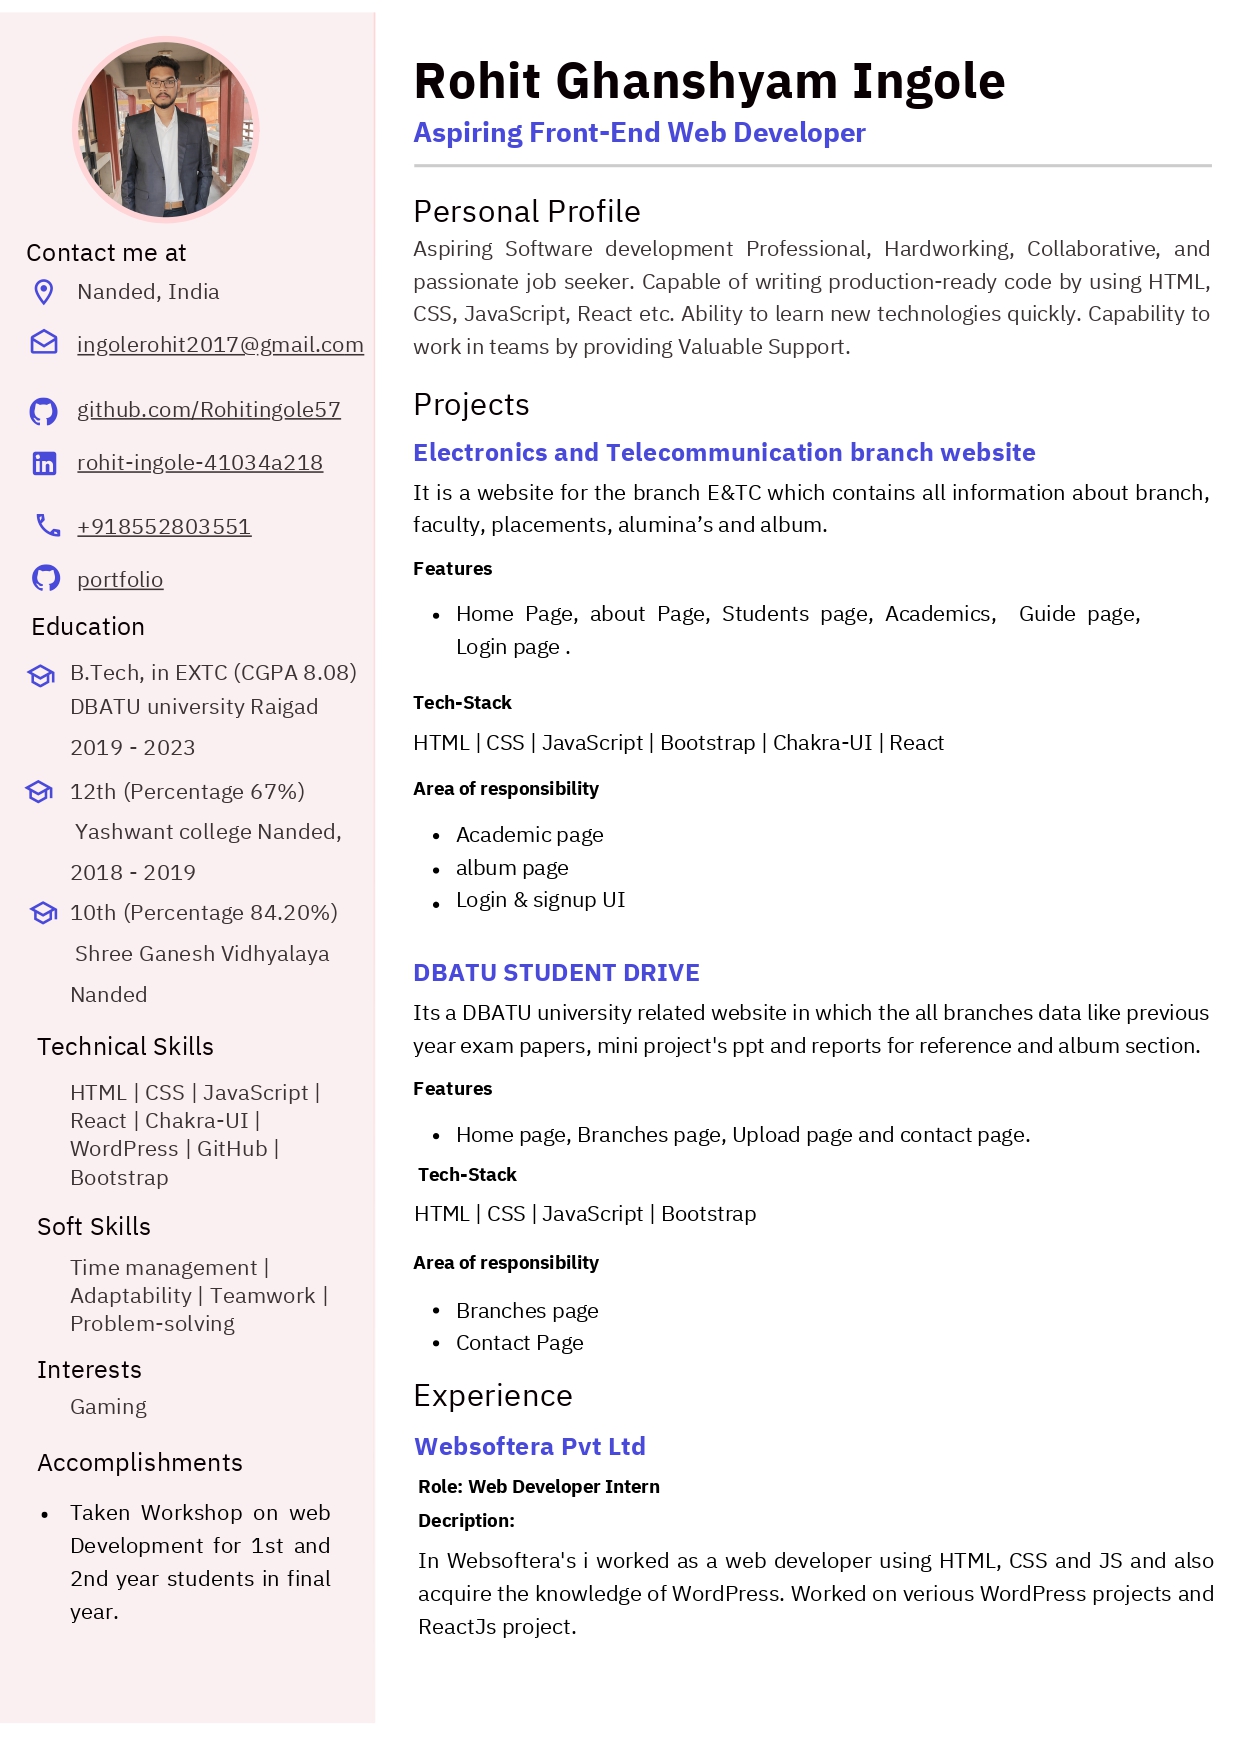 Contact me at
Nanded, India
ingolerohit2017@gmail.com
github.com/Rohitingole57
rohit-ingole-41034a218
+918552803551
portfolio
Education
B.Tech, in EXTC (CGPA 8.08)
DBATU university Raigad
2019 - 2023
12th (Percentage 67%)
Yashwant college Nanded,
2018 - 2019
10th (Percentage 84.20%)
Shree Ganesh Vidhyalaya
Nanded
Technical Skills
HTML | CSS | JavaScript |
React | Chakra-UI |
WordPress | GitHub |
Bootstrap
Soft Skills
Time management |
Adaptability | Teamwork |
Problem-solving
Interests
Gaming
Accomplishments
• Taken Workshop on web
Development for 1st and
2nd year students in final
year.
Rohit Ghanshyam Ingole
Aspiring Front-End Web Developer
Personal Profile
Aspiring Software development Professional, Hardworking, Collaborative, and
passionate job seeker. Capable of writing production-ready code by using HTML,
CSS, JavaScript, React etc. Ability to learn new technologies quickly. Capability to
work in teams by providing Valuable Support.
Projects
Electronics and Telecommunication branch website
It is a website for the branch E&TC which contains all information about branch,
faculty, placements, alumina’s and album.
Features
• Home Page, about Page, Students page, Academics, Guide page,
Login page .
Tech-Stack
HTML | CSS | JavaScript | Bootstrap | Chakra-UI | React
Area of responsibility
• Academic page
• album page
• Login & signup UI
DBATU STUDENT DRIVE
Its a DBATU university related website in which the all branches data like previous
year exam papers, mini project's ppt and reports for reference and album section.
Features
• Home page, Branches page, Upload page and contact page.
Tech-Stack
HTML | CSS | JavaScript | Bootstrap
Area of responsibility
• Branches page
• Contact Page
Experience
Websoftera Pvt Ltd
Role: Web Developer Intern
Decription:
In Websoftera's i worked as a web developer using HTML, CSS and JS and also
acquire the knowledge of WordPress. Worked on verious WordPress projects and
ReactJs project.